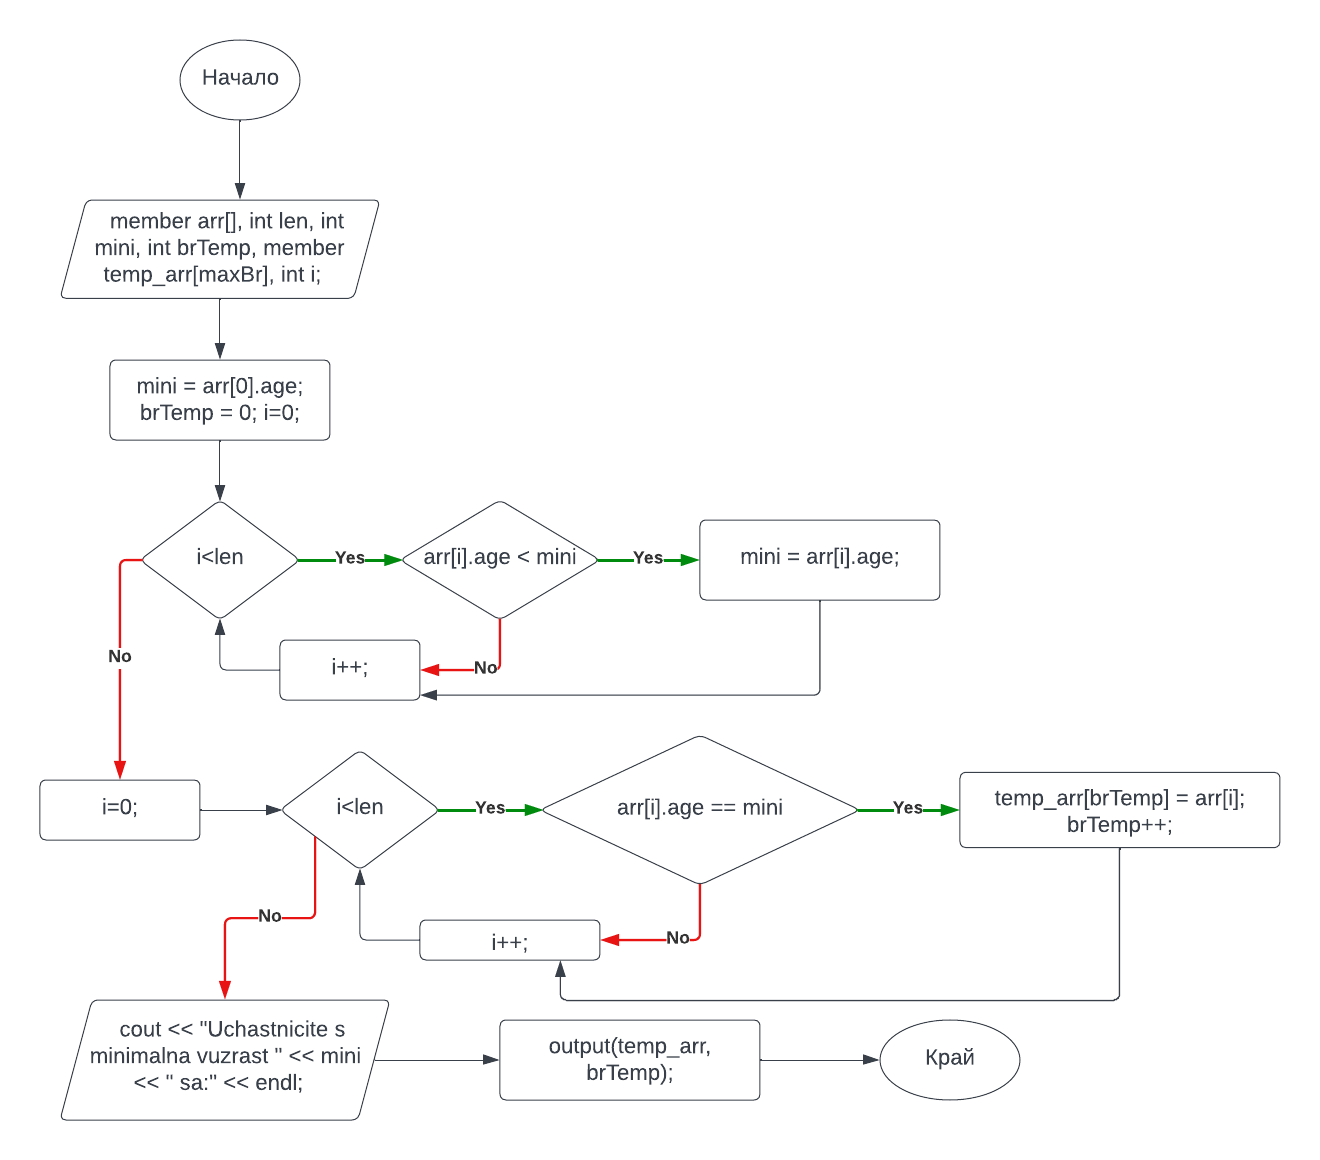 Начало
member arr[], int len, int
mini, int brTemp, member
temp_arr[maxBr], int i;
mini = arr[0].age;
brTemp = 0; i=0;
i<len
Yes
arr[i].age < mini
Yes
mini = arr[i].age;
No
i++;
No
i=0;
i<len
Yes
arr[i].age == mini
Yes
temp_arr[brTemp] = arr[i];
brTemp++;
No
i++;
No
cout << "Uchastnicite s
minimalna vuzrast " << mini
<< " sa:" << endl;
output(temp_arr,
brTemp);
Край